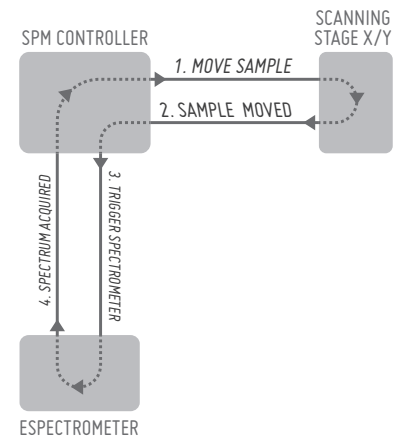 SCANNING
STAGE X/Y
SPM CONTROLLER
1. MOVE SAMPLE
2. SAMPLE MOVED
3. TRIGGER SPECTROMETER
4. SPECTRUM ACQUIRED
ESPECTROMETER